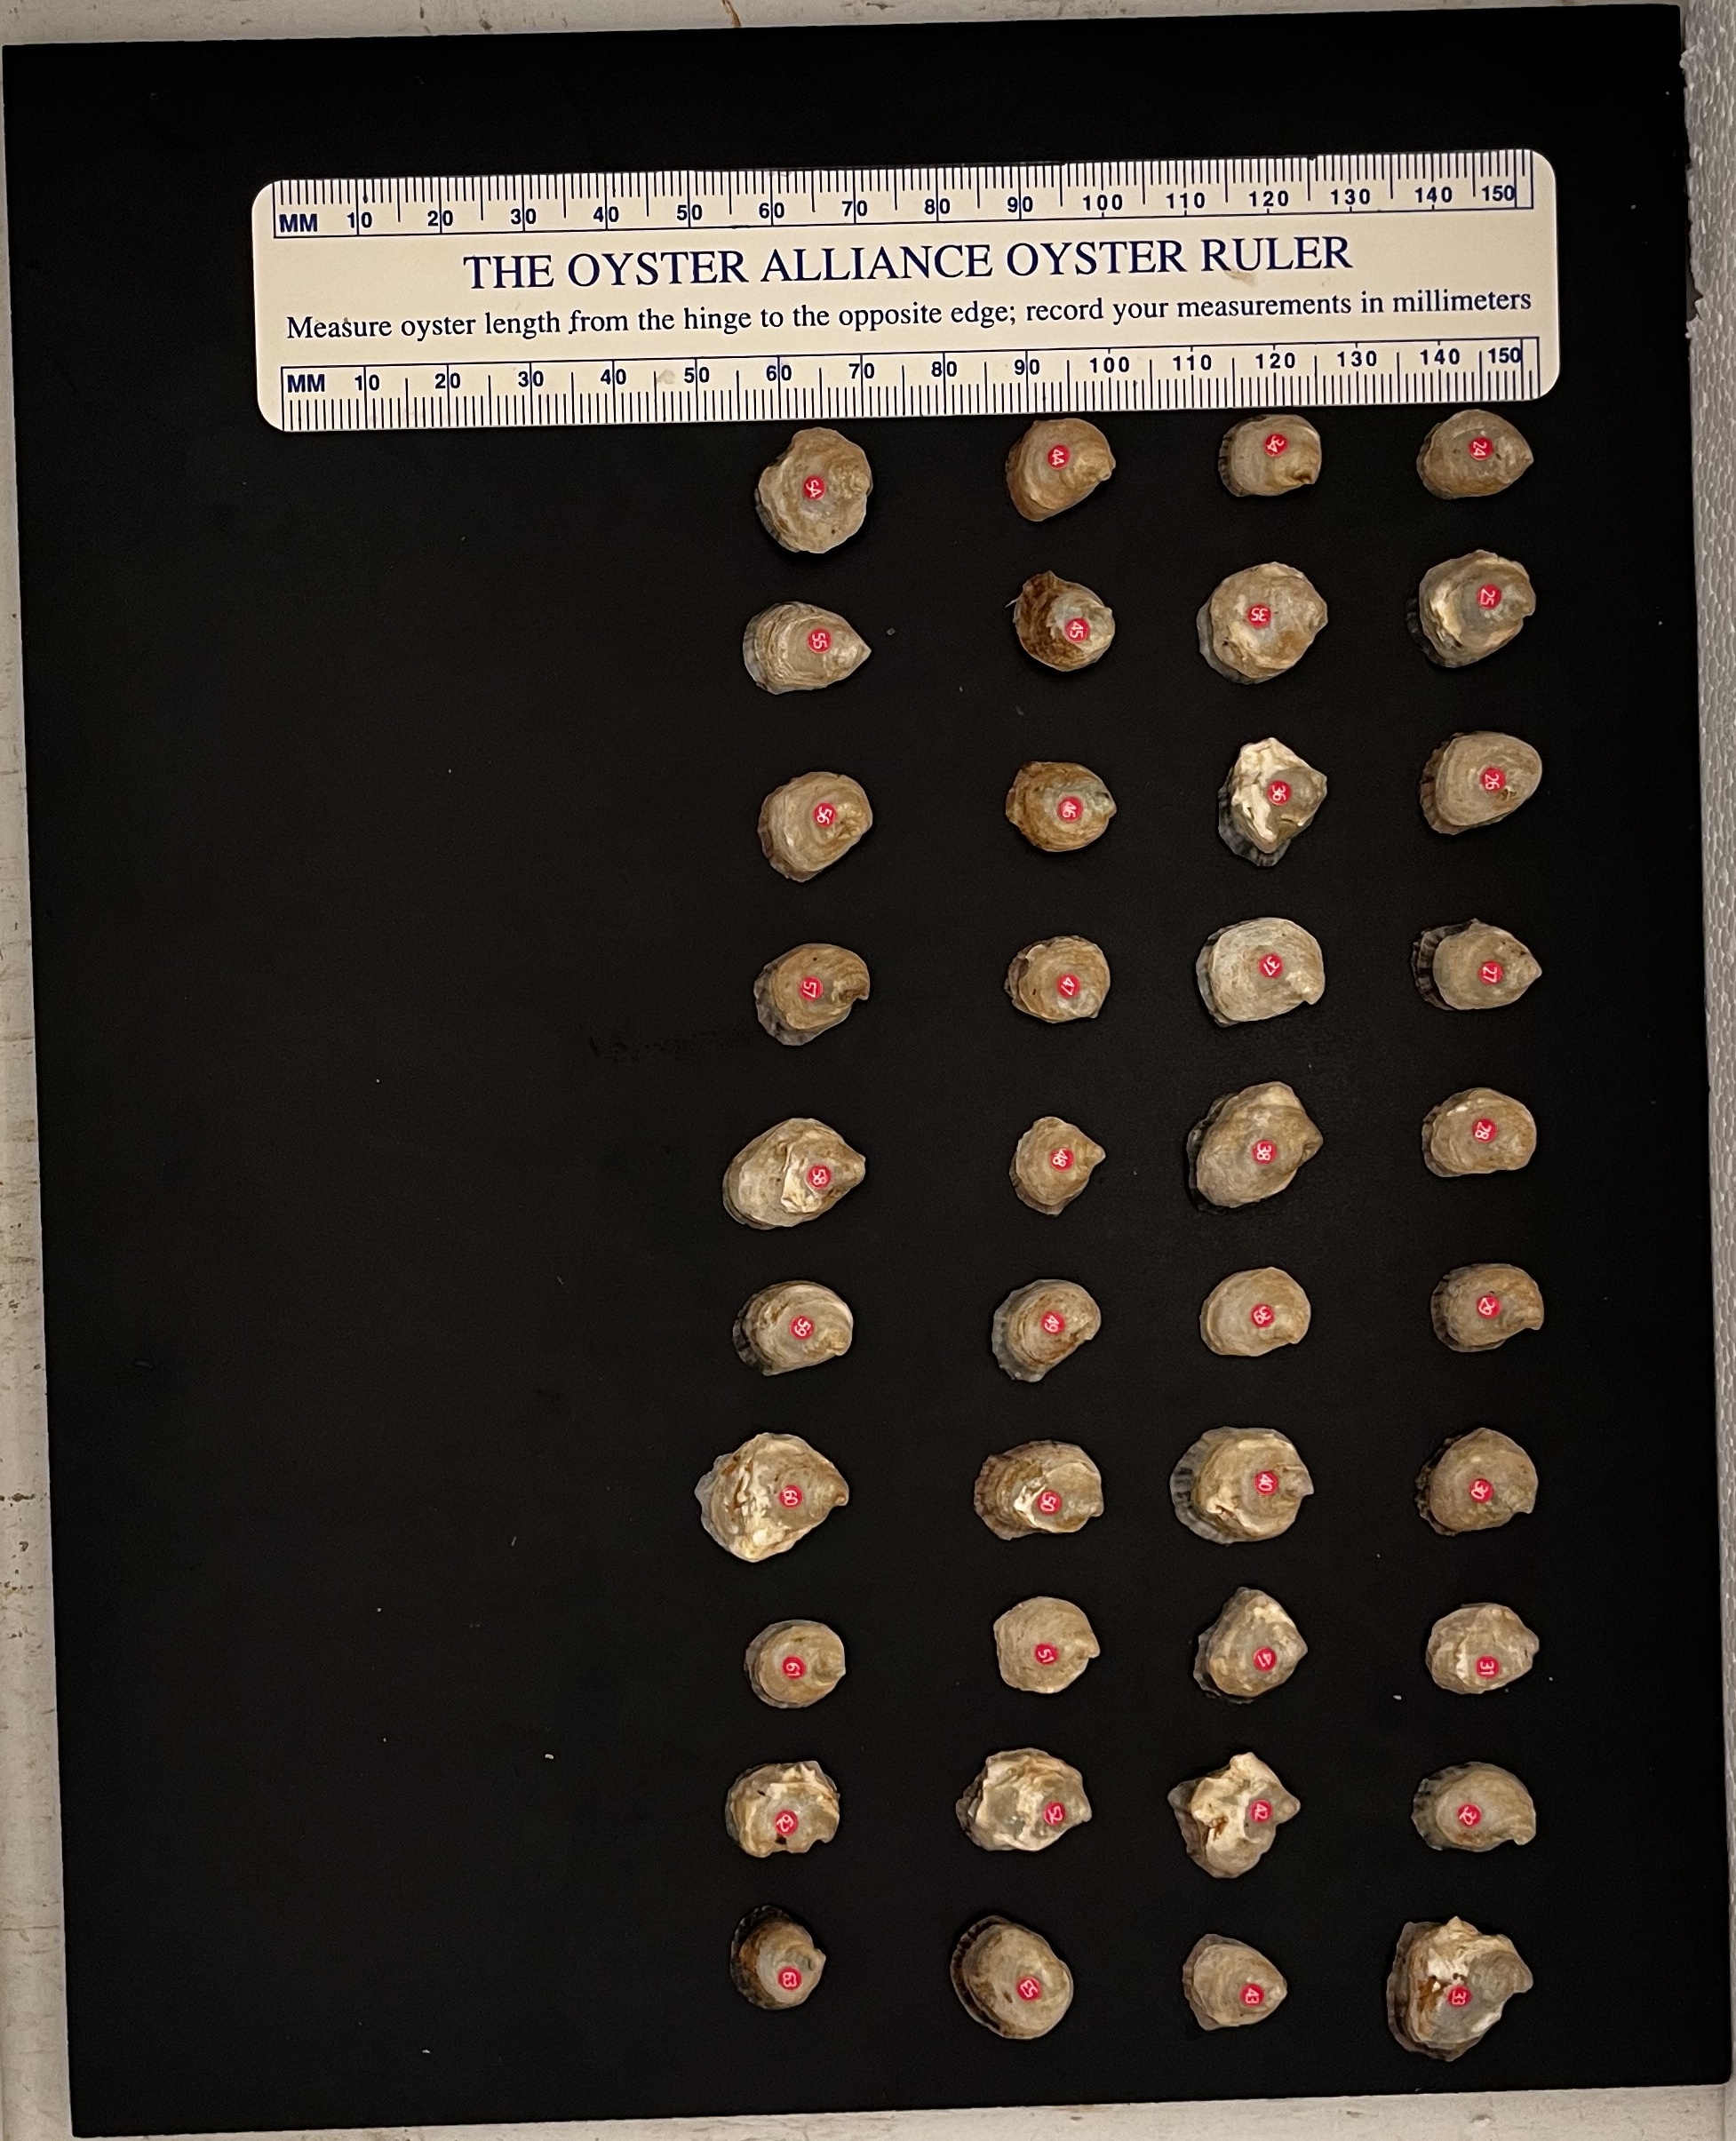 MM 10 20 30 40 50 60 70 80 90 100 110 120 130 140 150
THE OYSTER ALLIANCE OYSTER RULER
Measure oyster length from the hinge to the opposite edge; record your measurements in millimeters
MM 10 20 30 40 50 60 70 80 90 100 110 120 130 140 150
54 44 34 24
55 45 35 25
56 46 36 26
57 47 37 27
58 48 38 28
59 49 39 29
60 50 40 30
61 51 41 31
62 52 42 32
63 53 43 33